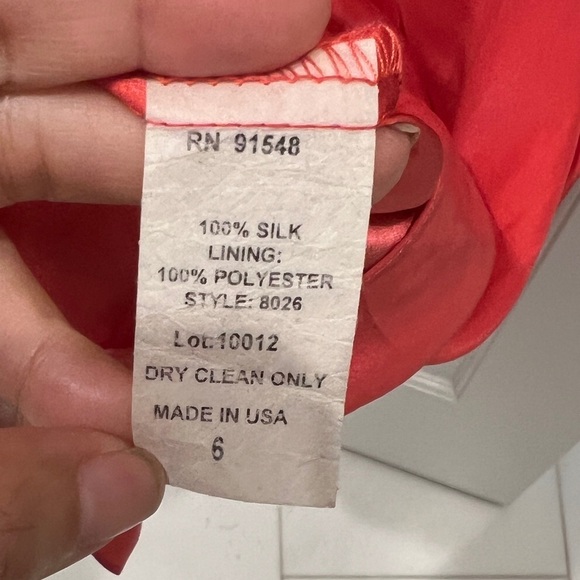 RN 91548
100% SILK
LINING:
100% POLYESTER
STYLE: 8026
Lot:10012
DRY CLEAN ONLY
MADE IN USA
6